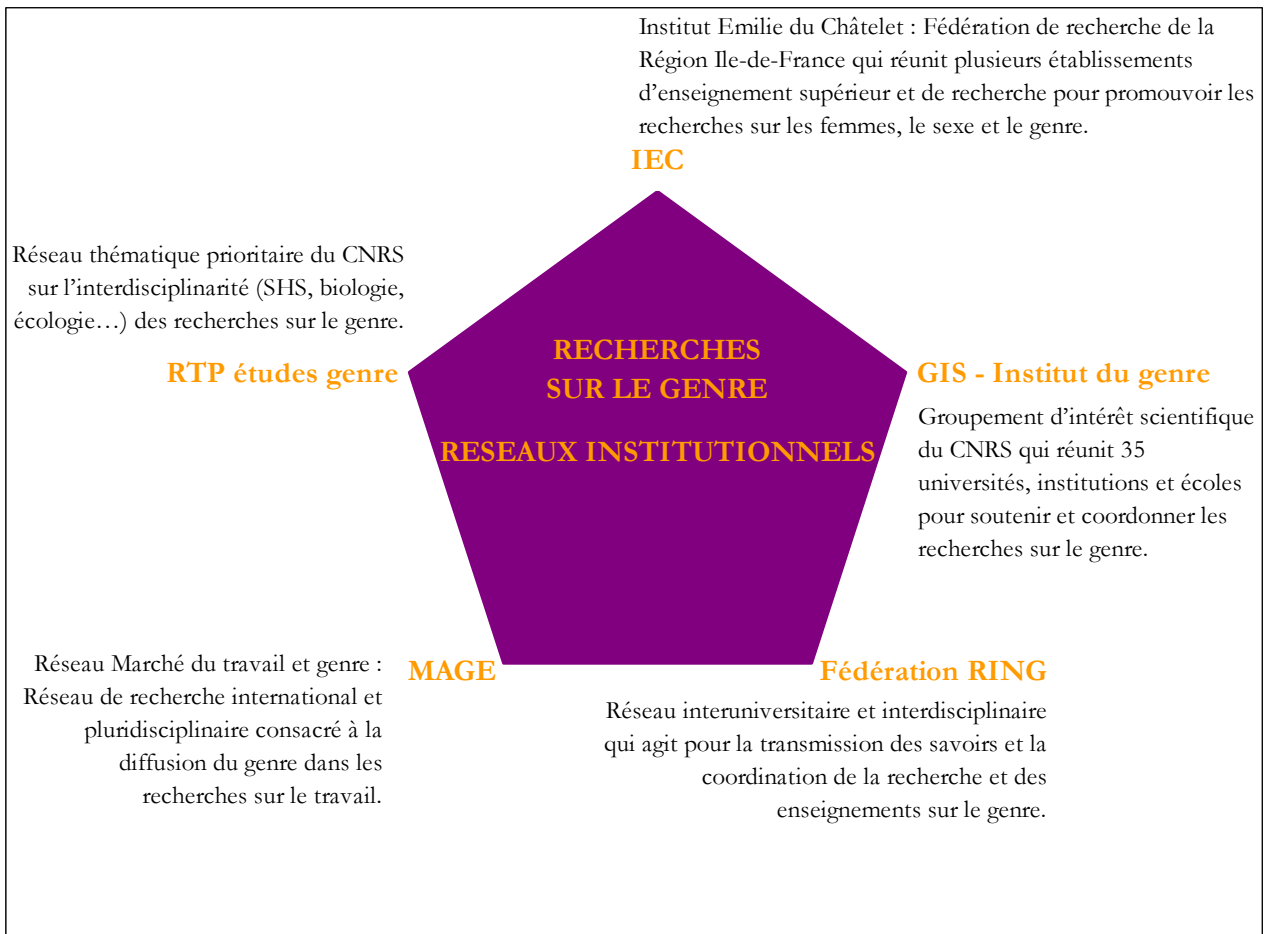 Institut Emilie du Châtelet : Fédération de recherche de la
Région Ile-de-France qui réunit plusieurs établissements
d’enseignement supérieur et de recherche pour promouvoir les
recherches sur les femmes, le sexe et le genre.
IEC
Réseau thématique prioritaire du CNRS
sur l’interdisciplinarité (SHS, biologie,
écologie…) des recherches sur le genre.
RTP études genre
RECHERCHES
SUR LE GENRE
RESEAUX INSTITUTIONNELS
GIS - Institut du genre
Groupement d’intérêt scientifique
du CNRS qui réunit 35
universités, institutions et écoles
pour soutenir et coordonner les
recherches sur le genre.
MAGE
Réseau Marché du travail et genre :
Réseau de recherche international et
pluridisciplinaire consacré à la
diffusion du genre dans les
recherches sur le travail.
Fédération RING
Réseau interuniversitaire et interdisciplinaire
qui agit pour la transmission des savoirs et la
coordination de la recherche et des
enseignements sur le genre.